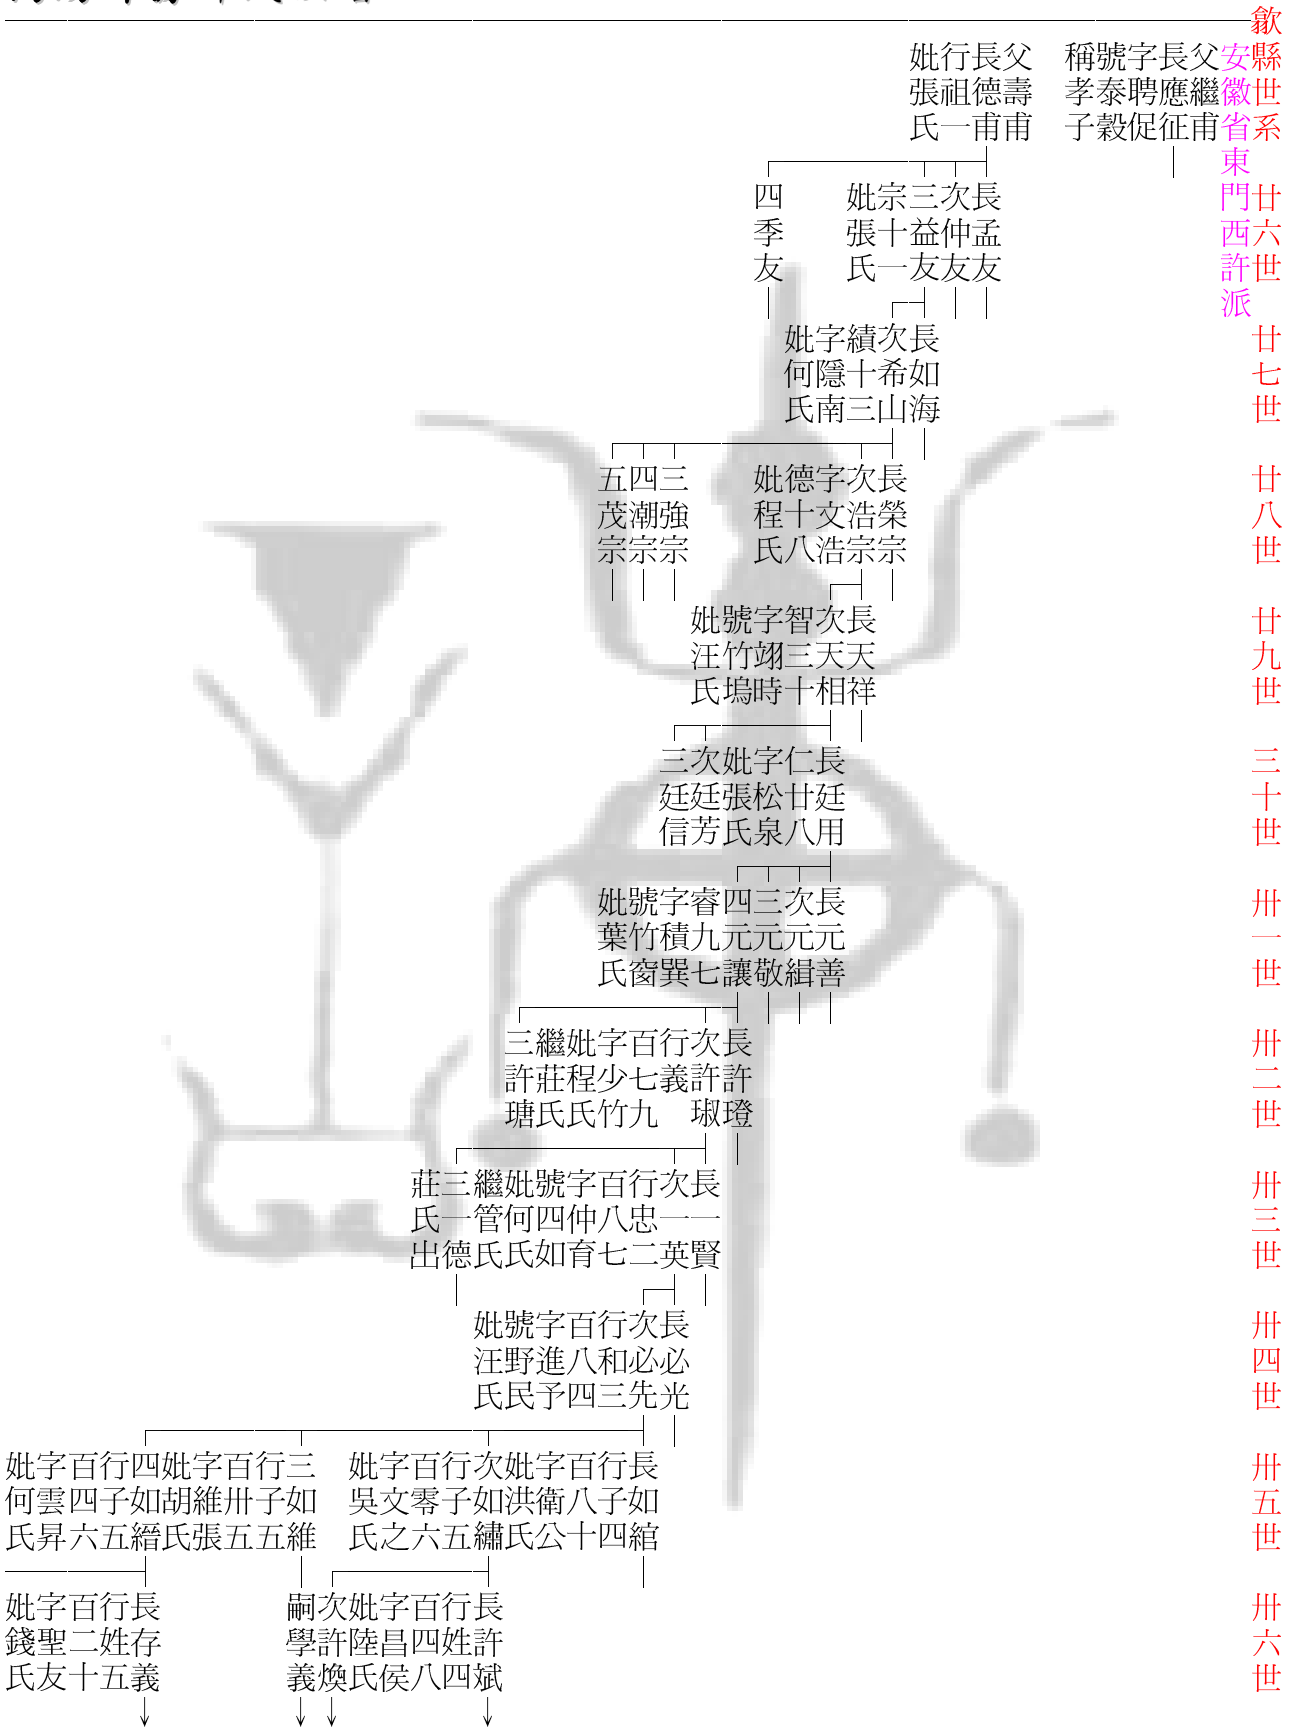 歙縣世系
廿六世
廿七世
廿八世
廿九世
三十世
卅一世
卅二世
卅三世
卅四世
卅五世
卅六世
安徽省東門西許派
父繼甫
長應征
字聘促
號泰穀
稱孝子
父壽甫
長德甫
行祖一
妣張氏
長孟友
次仲友
三益友
宗十一
妣張氏
四季友
長如海
次希山
績十三
字隱南
妣何氏
長榮宗
次浩宗
字文浩
德十八
妣程氏
三強宗
四潮宗
五茂宗
長天祥
次天相
智三十
字翊時
號竹塢
妣汪氏
長廷用
仁廿八
字松泉
妣張氏
次廷芳
三廷信
長元善
次元緝
三元敬
四元讓
睿九七
字積巽
號竹窗
妣葉氏
長許璒
次許琡
行義
百七九
字少竹
妣程氏
繼莊氏
三許瑭
長一賢
次一英
行忠二
百八七
字仲育
號四如
妣何氏
繼管氏
三一德
莊氏出
長必光
次必先
行和三
百八四
字進予
號野民
妣汪氏
長如綰
行子四
百八十
字衛公
妣洪氏
次如繡
行子五
百零六
字文之
妣吳氏
三如維
行子五
百卅五
字維張
妣胡氏
四如縉
行子五
百四六
字雲昇
妣何氏
長許斌
行姓四
百四八
字昌侯
妣陸氏
次許煥
嗣學義
長存義
行姓五
百二十
字聖友
妣錢氏